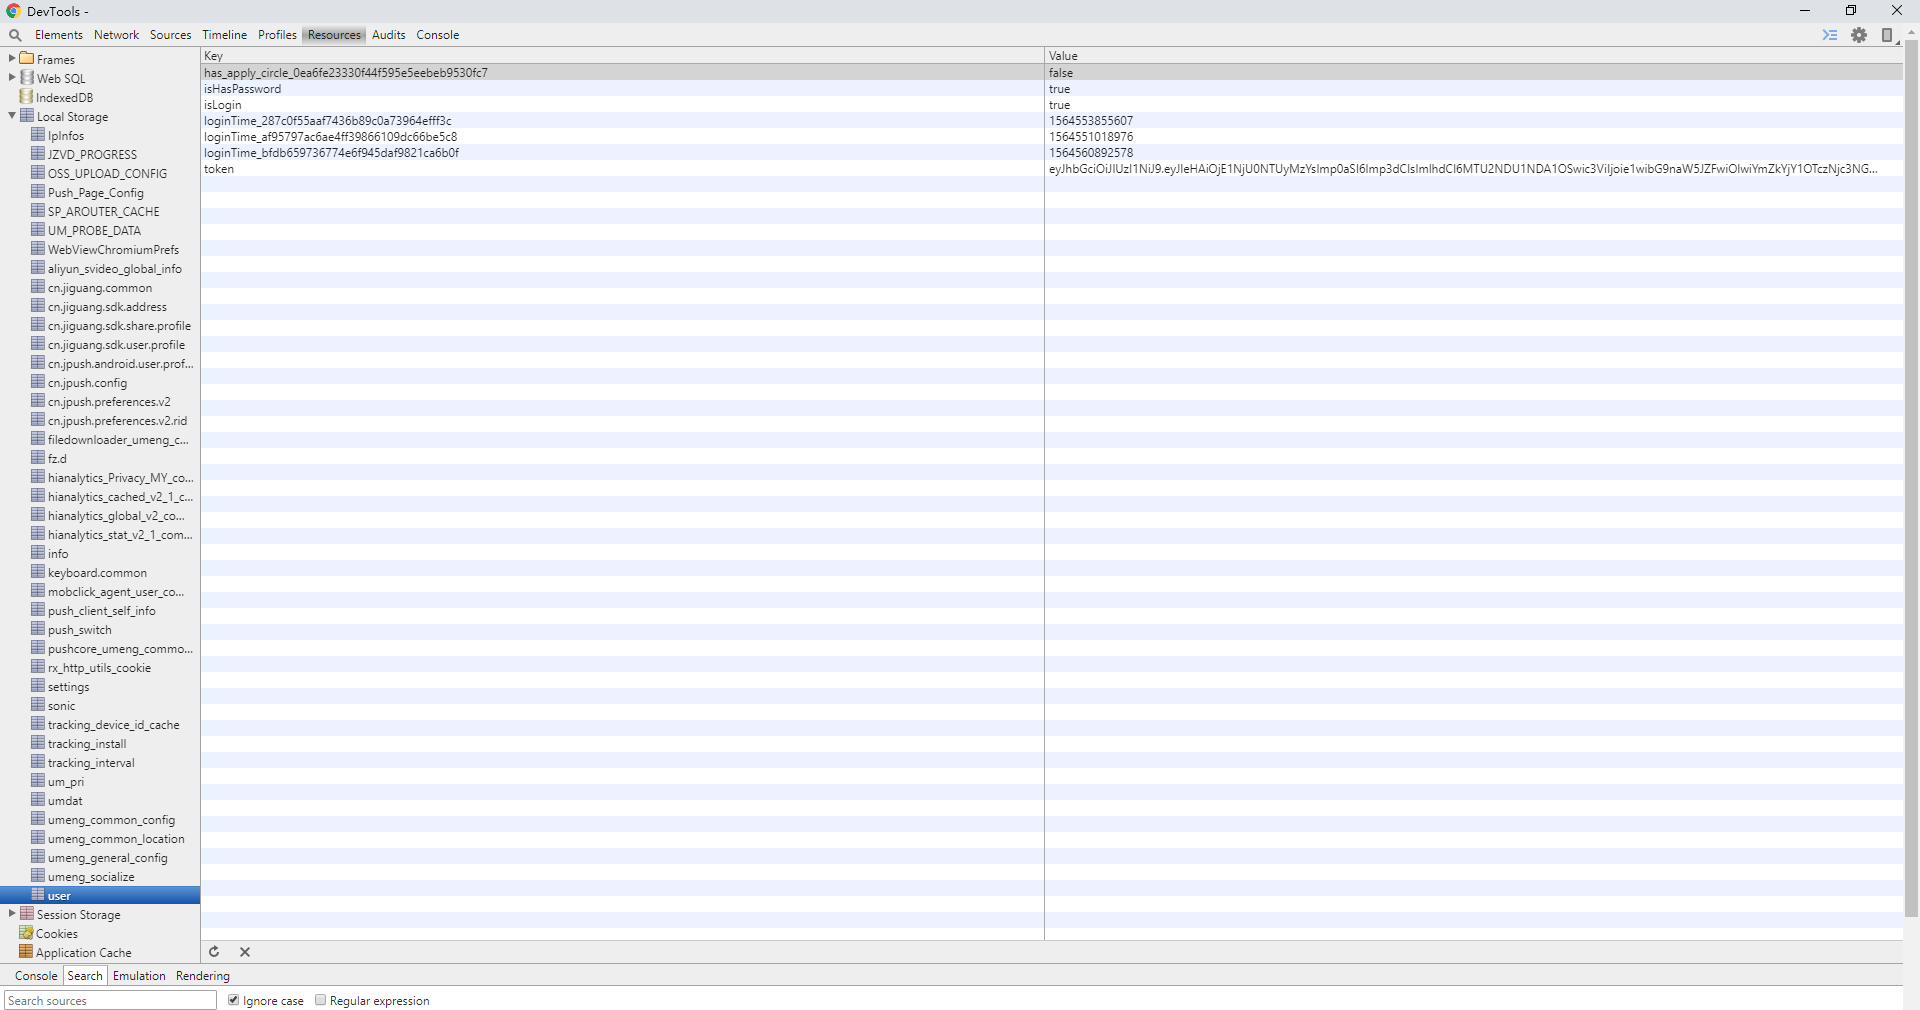 DevTools -
Elements Network Sources Timeline Profiles Resources Audits Console
Frames
Web SQL
IndexedDB
Local Storage
IpInfos
JZVD_PROGRESS
OSS_UPLOAD_CONFIG
Push_Page_Config
SP_AROUTER_CACHE
UM_PROBE_DATA
WebViewChromiumPrefs
aliyun_svideo_global_info
cn.jiguang.common
cn.jiguang.sdk.address
cn.jiguang.sdk.share.profile
cn.jiguang.sdk.user.profile
cn.jpush.android.user.prof...
cn.jpush.config
cn.jpush.preferences.v2
cn.jpush.preferences.v2.rid
filedownloader_umeng_c...
fz.d
hianalytics_Privacy_MY_co...
hianalytics_cached_v2_1_c...
hianalytics_global_v2_co...
hianalytics_stat_v2_1_com...
info
keyboard.common
mobclick_agent_user_co...
push_client_self_info
push_switch
pushcore_umeng_commo...
rx_http_utils_cookie
settings
sonic
tracking_device_id_cache
tracking_install
tracking_interval
um_pri
umdat
umeng_common_config
umeng_common_location
umeng_general_config
umeng_socialize
user
Session Storage
Cookies
Application Cache
Key Value
has_apply_circle_0ea6fe23330f44f595e5eebeb9530fc7 false
isHasPassword true
isLogin true
loginTime_287c0f55aaf7436b89c0a73964efff3c 1564553855607
loginTime_af95797ac6ae4ff39866109dc66be5c8 1564551018976
loginTime_bfdb659736774e6f945daf9821ca6b0f 1564560892578
token eyJhbGciOiJIUzI1NiJ9.eyJleHAiOjE1NjU0NTUyMzYsImp0aSI6Imp3dCIsImlhdCI6MTU2NDU1NDA1OSwic3ViIjoie1wibG9naW5JZFwiOlwiYmZkYjY1OTczNjc3NG...
Console Search Emulation Rendering
Search sources Ignore case Regular expression